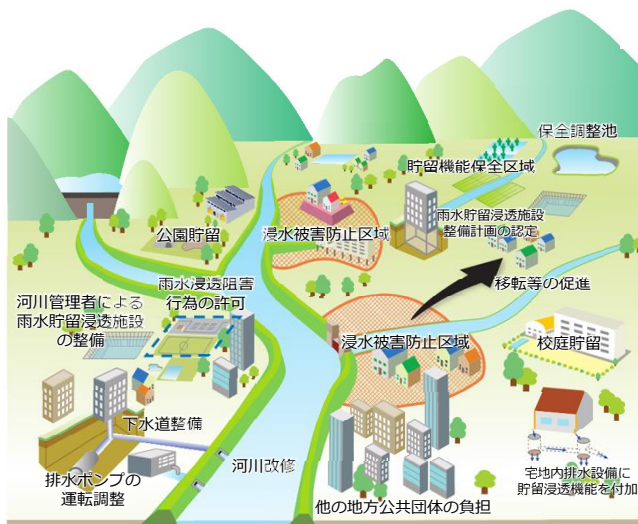 保全調整池
貯留機能保全区域
雨水貯留浸透施設
整備計画の認定
公園貯留
浸水被害防止区域
雨水浸透阻害
行為の許可
移転等の促進
河川管理者による
雨水貯留浸透施設
の整備
浸水被害防止区域
校庭貯留
下水道整備
排水ポンプの
運転調整
河川改修
他の地方公共団体の負担
宅地内排水設備に
貯留浸透機能を付加